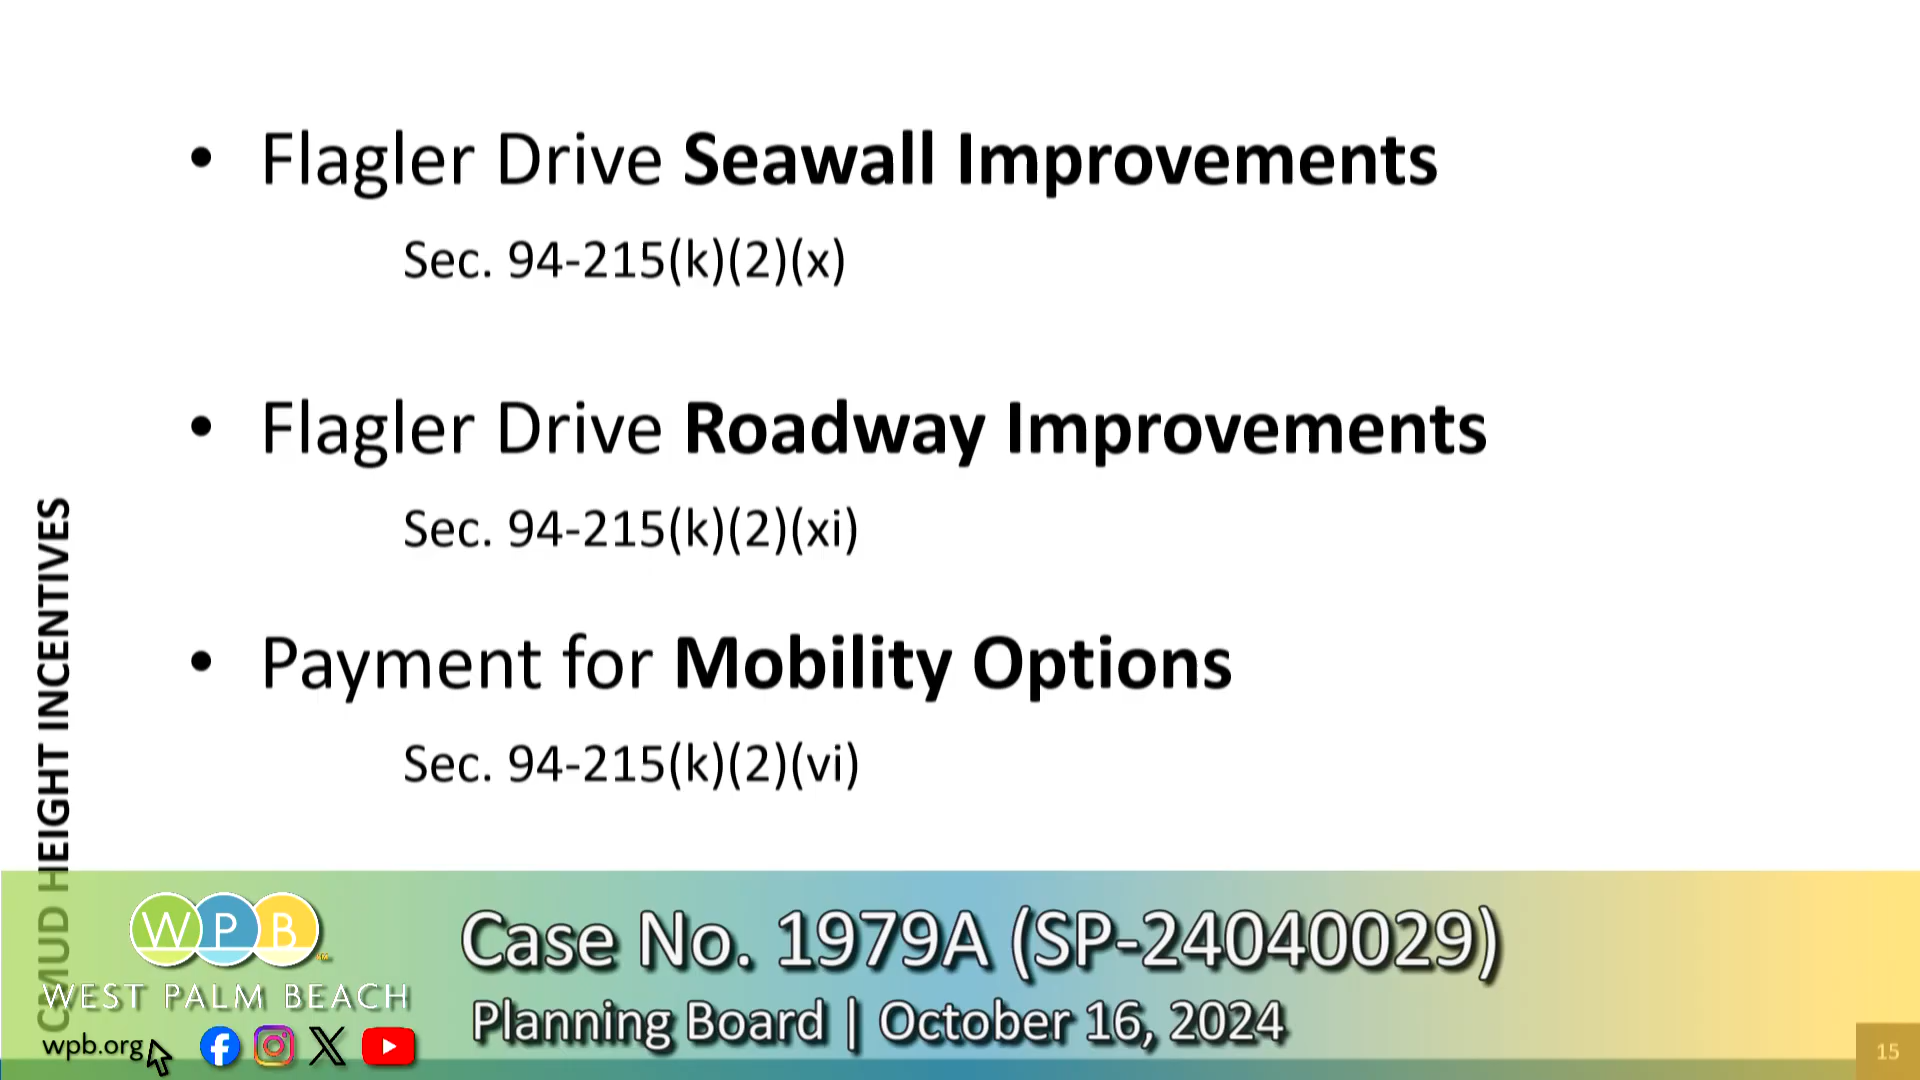 • Flagler Drive Seawall Improvements
Sec. 94-215(k)(2)(x)
• Flagler Drive Roadway Improvements
Sec. 94-215(k)(2)(xi)
• Payment for Mobility Options
Sec. 94-215(k)(2)(vi)
CMUD HEIGHT INCENTIVES
WPB
WEST PALM BEACH
wpb.org
Case No. 1979A (SP-24040029)
Planning Board | October 16, 2024
15